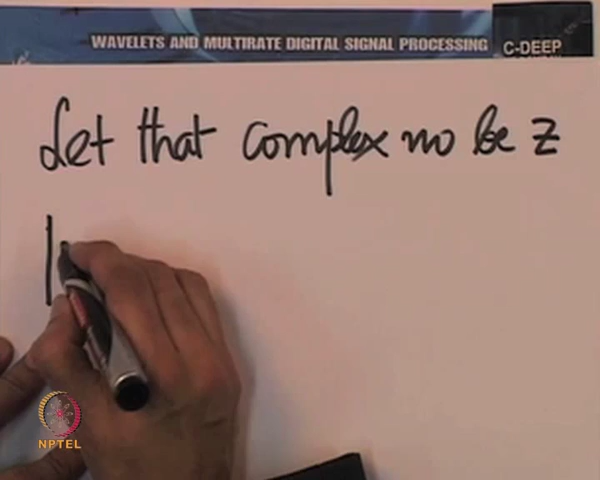 WAVELETS AND MULTIRATE DIGITAL SIGNAL PROCESSING
C-DEEP
Let that complex no be z
|
NPTEL